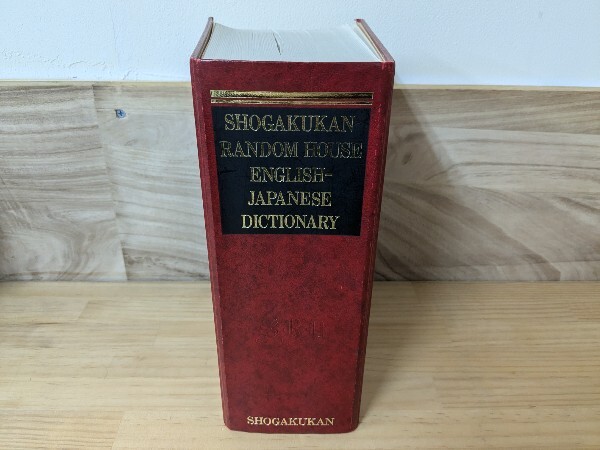 SHOGAKUKAN
RANDOM HOUSE
ENGLISH-
JAPANESE
DICTIONARY
SHOGAKUKAN